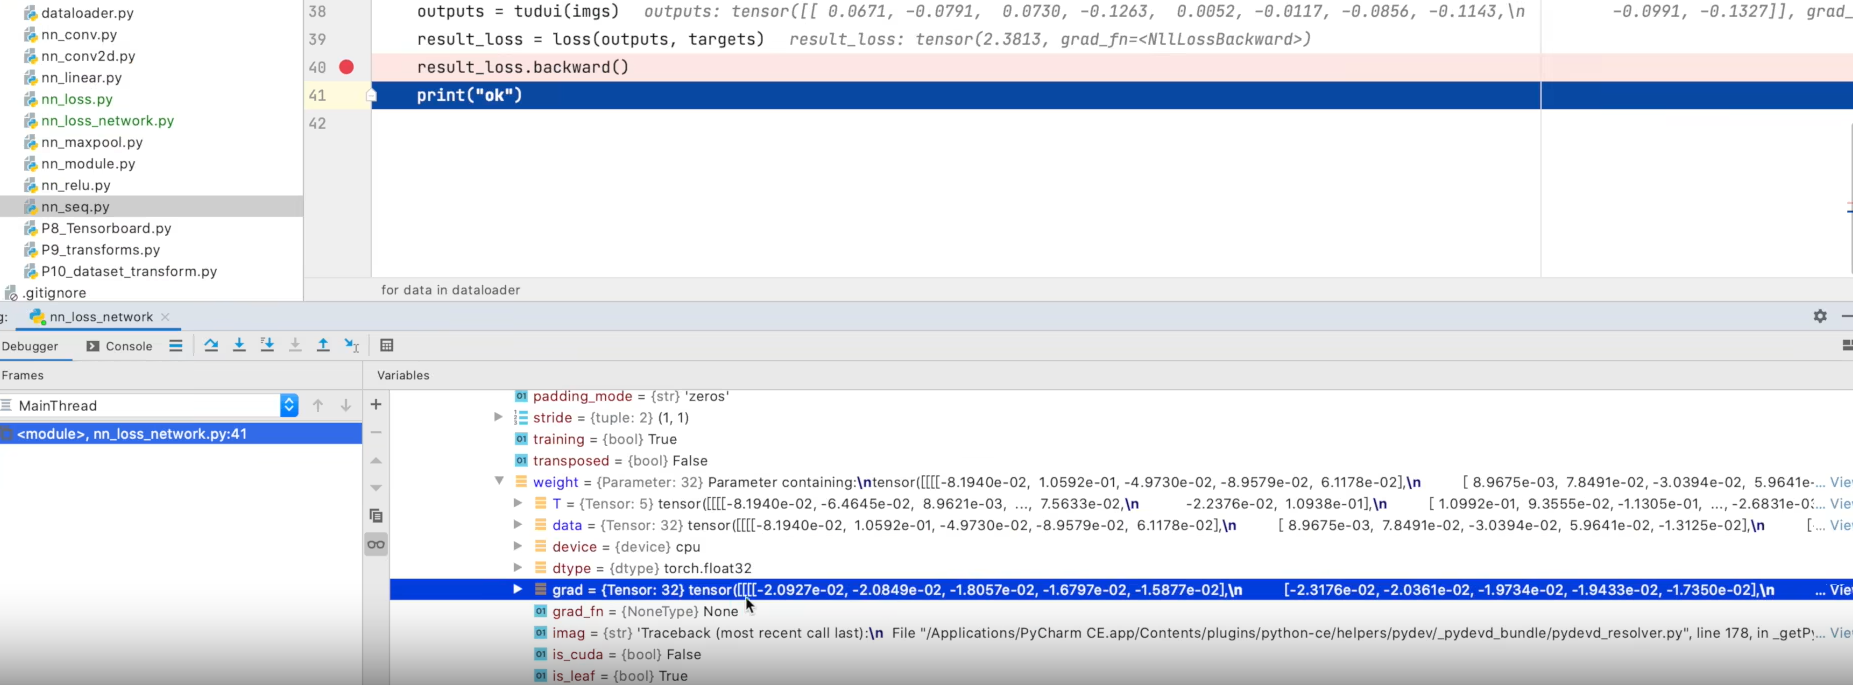 dataloader.py
nn_conv.py
nn_conv2d.py
nn_linear.py
nn_loss.py
nn_loss_network.py
nn_maxpool.py
nn_module.py
nn_relu.py
nn_seq.py
P8_Tensorboard.py
P9_transforms.py
P10_dataset_transform.py
.gitignore
38 outputs = tudui(imgs) outputs: tensor([[ 0.0671, -0.0791, 0.0730, -0.1263, 0.0052, -0.0117, -0.0856, -0.1143,\n -0.0991, -0.1327]], grad_
39 result_loss = loss(outputs, targets) result_loss: tensor(2.3813, grad_fn=<NllLossBackward>)
40 result_loss.backward()
41 print("ok")
42
for data in dataloader
g: nn_loss_network
Debugger Console
Frames
MainThread
<module>, nn_loss_network.py:41
Variables
padding_mode = {str} 'zeros'
stride = {tuple: 2} (1, 1)
training = {bool} True
transposed = {bool} False
weight = {Parameter: 32} Parameter containing:\ntensor([[[[-8.1940e-02, 1.0592e-01, -4.9730e-02, -8.9579e-02, 6.1178e-02],\n [ 8.9675e-03, 7.8491e-02, -3.0394e-02, 5.9641e-... Vie
T = {Tensor: 5} tensor([[[[-8.1940e-02, -6.4645e-02, 8.9621e-03, ..., 7.5633e-02,\n -2.2376e-02, 1.0938e-01],\n [ 1.0992e-01, 9.3555e-02, -1.1305e-01, ..., -2.6831e-03... Vie
data = {Tensor: 32} tensor([[[[-8.1940e-02, 1.0592e-01, -4.9730e-02, -8.9579e-02, 6.1178e-02],\n [ 8.9675e-03, 7.8491e-02, -3.0394e-02, 5.9641e-02, -1.3125e-02],\n [... Vie
device = {device} cpu
dtype = {dtype} torch.float32
grad = {Tensor: 32} tensor([[[[-2.0927e-02, -2.0849e-02, -1.8057e-02, -1.6797e-02, -1.5877e-02],\n [-2.3176e-02, -2.0361e-02, -1.9734e-02, -1.9433e-02, -1.7350e-02],\n ... Vie
grad_fn = {NoneType} None
imag = {str} 'Traceback (most recent call last):\n File "/Applications/PyCharm CE.app/Contents/plugins/python-ce/helpers/pydev/_pydevd_bundle/pydevd_resolver.py", line 178, in _getPy... Vie
is_cuda = {bool} False
is_leaf = {bool} True